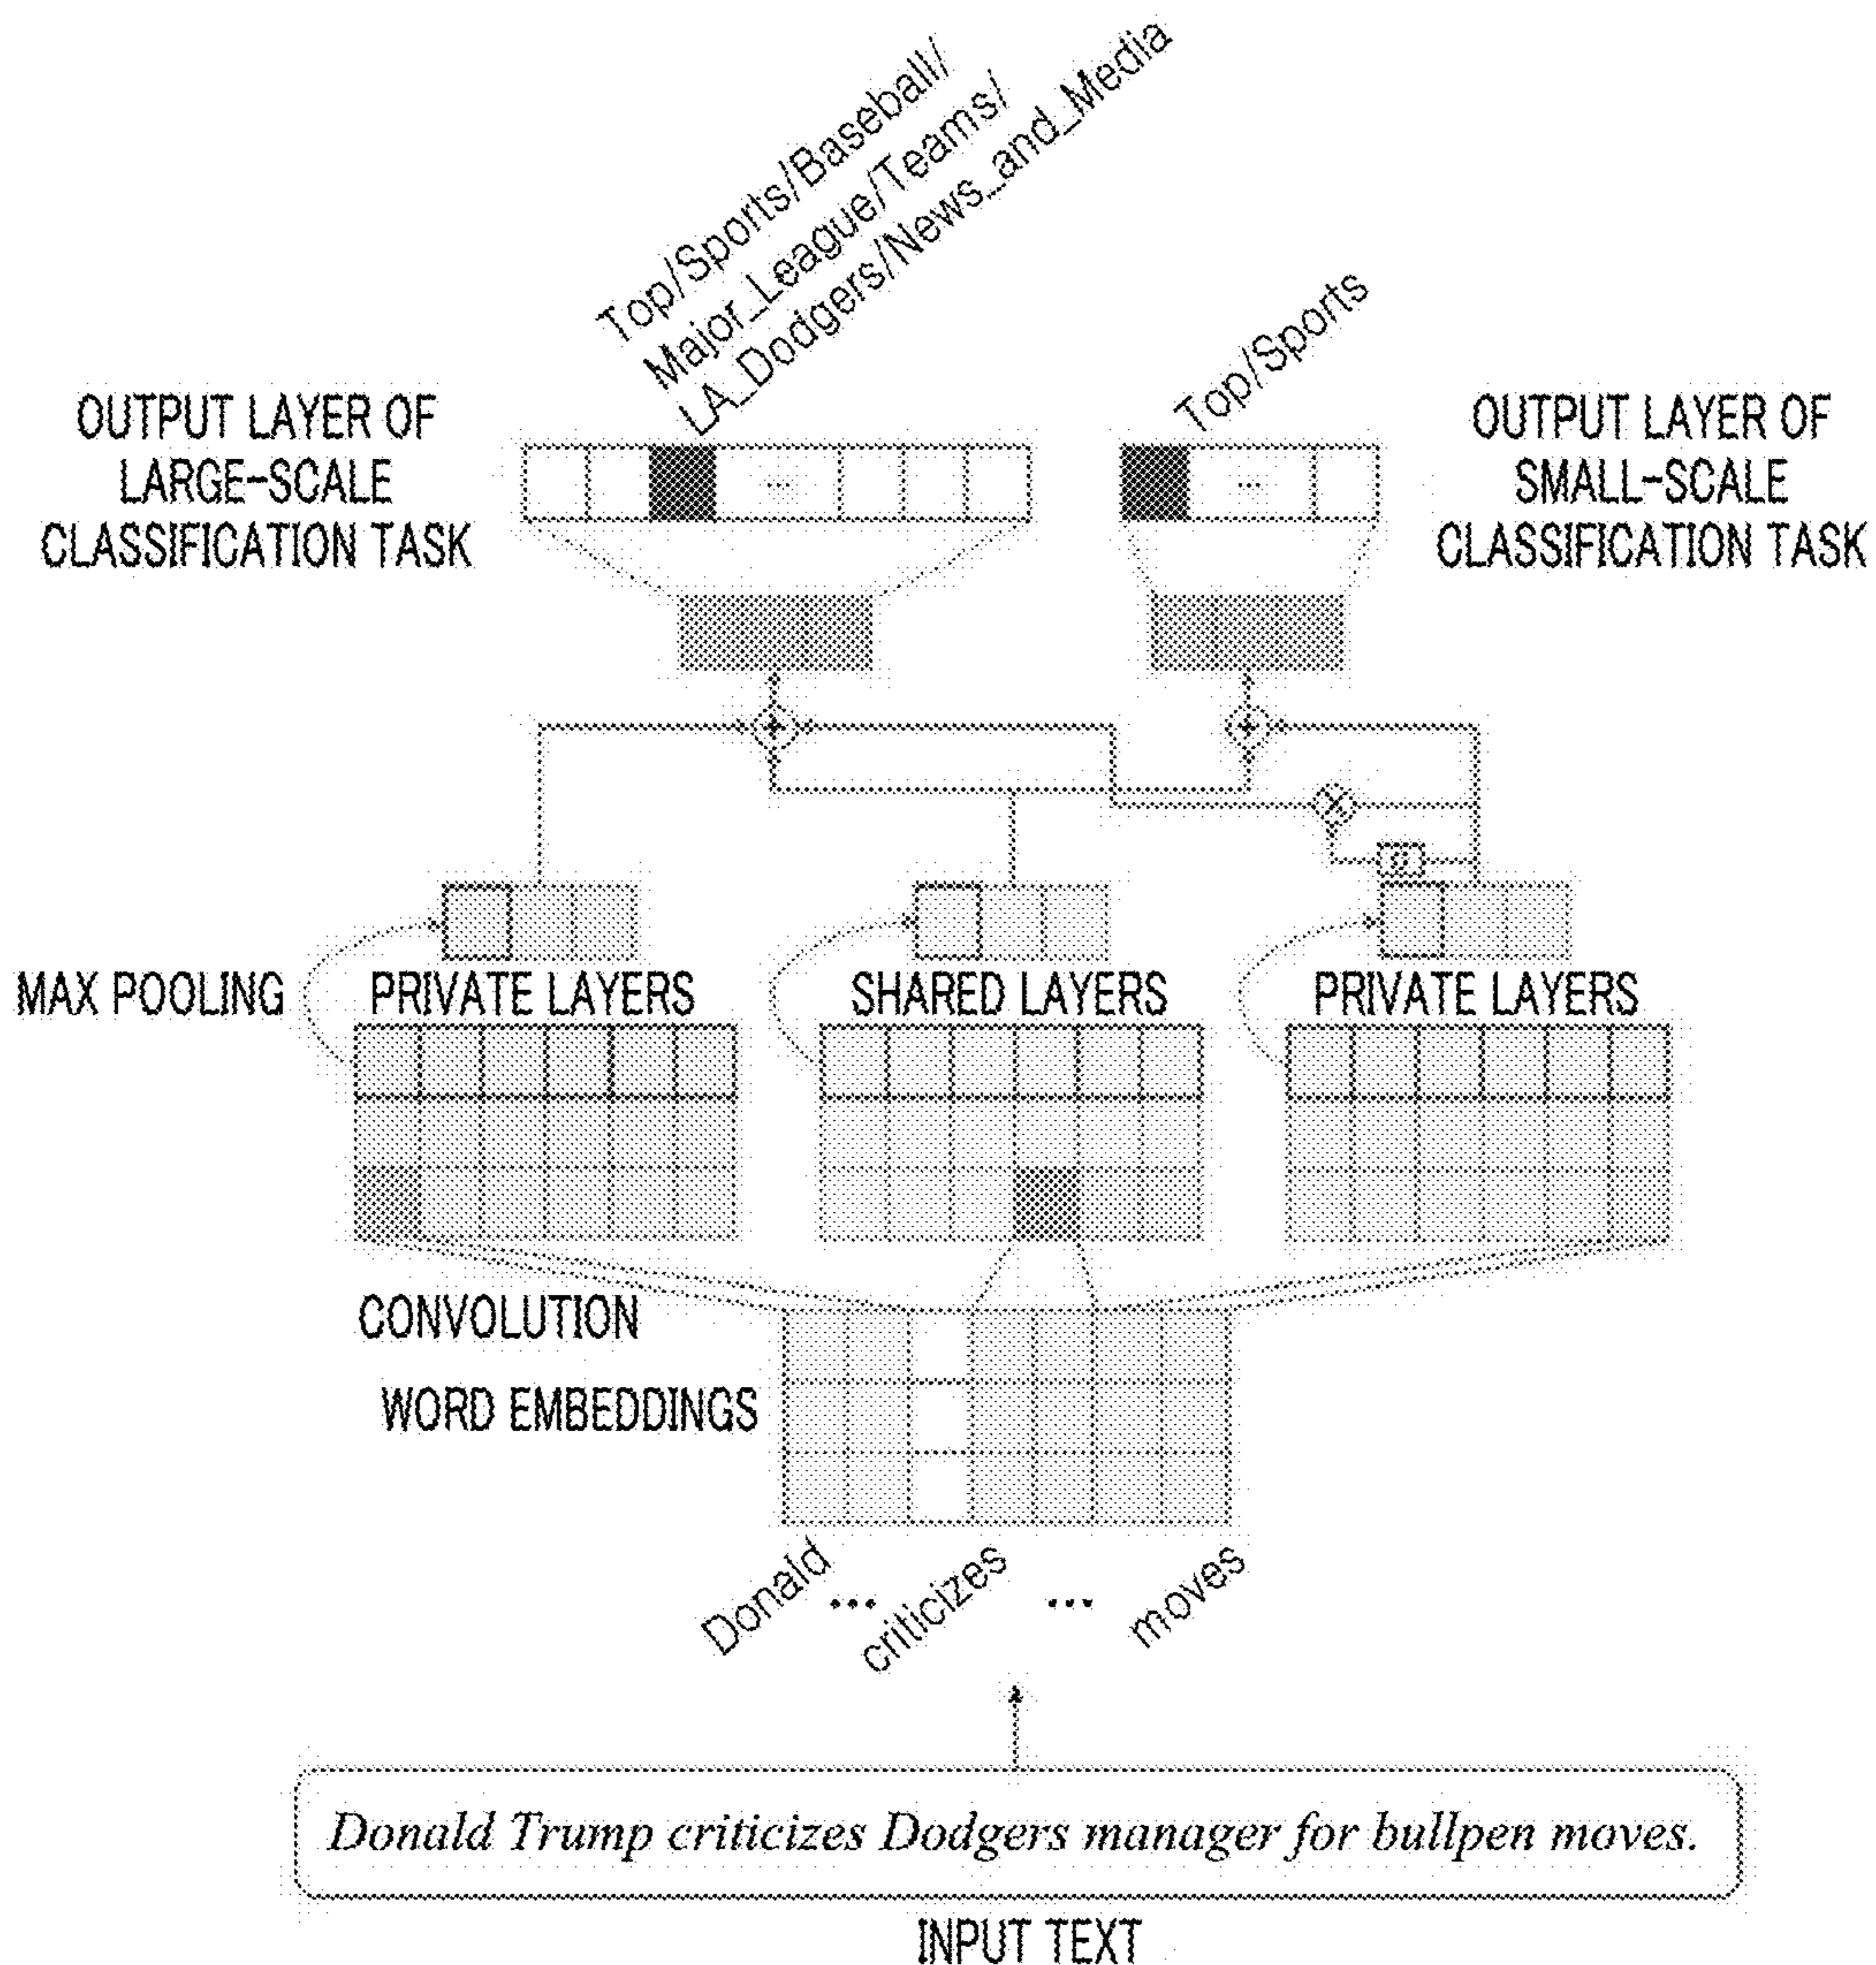 Top/Sports/Baseball/
Major_League/Teams/
LA_Dodgers/News_and_Media
Top/Sports
OUTPUT LAYER OF
LARGE-SCALE
CLASSIFICATION TASK
...
...
OUTPUT LAYER OF
SMALL-SCALE
CLASSIFICATION TASK
MAX POOLING
PRIVATE LAYERS
SHARED LAYERS
PRIVATE LAYERS
CONVOLUTION
WORD EMBEDDINGS
Donald
...
criticizes
...
moves
Donald Trump criticizes Dodgers manager for bullpen moves.
INPUT TEXT